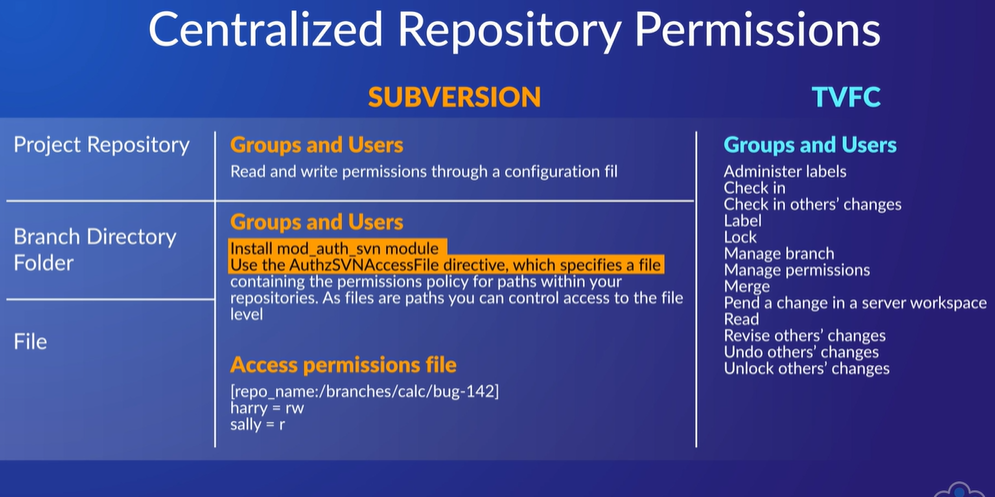 Centralized Repository Permissions
SUBVERSION
TVFC
Project Repository
Groups and Users
Read and write permissions through a configuration fil
Branch Directory
Folder
Groups and Users
Install mod_auth_svn module
Use the AuthzSVNAccessFile directive, which specifies a file
containing the permissions policy for paths within your
repositories. As files are paths you can control access to the file
level
File
Access permissions file
[repo_name:/branches/calc/bug-142]
harry = rw
sally = r
Groups and Users
Administer labels
Check in
Check in others' changes
Label
Lock
Manage branch
Manage permissions
Merge
Pend a change in a server workspace
Read
Revise others' changes
Undo others' changes
Unlock others' changes